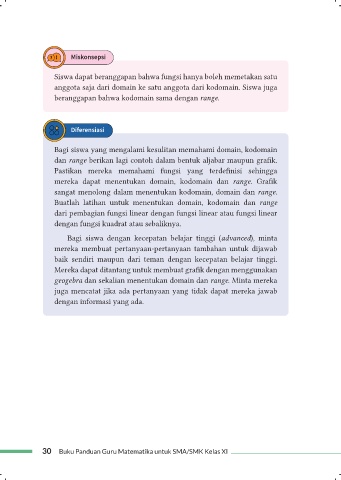 Miskonsepsi
Siswa dapat beranggapan bahwa fungsi hanya boleh memetakan satu
anggota saja dari domain ke satu anggota dari kodomain. Siswa juga
beranggapan bahwa kodomain sama dengan range.
Diferensiasi
Bagi siswa yang mengalami kesulitan memahami domain, kodomain
dan range berikan lagi contoh dalam bentuk aljabar maupun grafik.
Pastikan mereka memahami fungsi yang terdefinisi sehingga
mereka dapat menentukan domain, kodomain dan range. Grafik
sangat menolong dalam menentukan kodomain, domain dan range.
Buatlah latihan untuk menentukan domain, kodomain dan range
dari pembagian fungsi linear dengan fungsi linear atau fungsi linear
dengan fungsi kuadrat atau sebaliknya.
Bagi siswa dengan kecepatan belajar tinggi (advanced), minta
mereka membuat pertanyaan-pertanyaan tambahan untuk dijawab
baik sendiri maupun dari teman dengan kecepatan belajar tinggi.
Mereka dapat ditantang untuk membuat grafik dengan menggunakan
geogebra dan sekalian menentukan domain dan range. Minta mereka
juga mencatat jika ada pertanyaan yang tidak dapat mereka jawab
dengan informasi yang ada.
30 Buku Panduan Guru Matematika untuk SMA/SMK Kelas XI